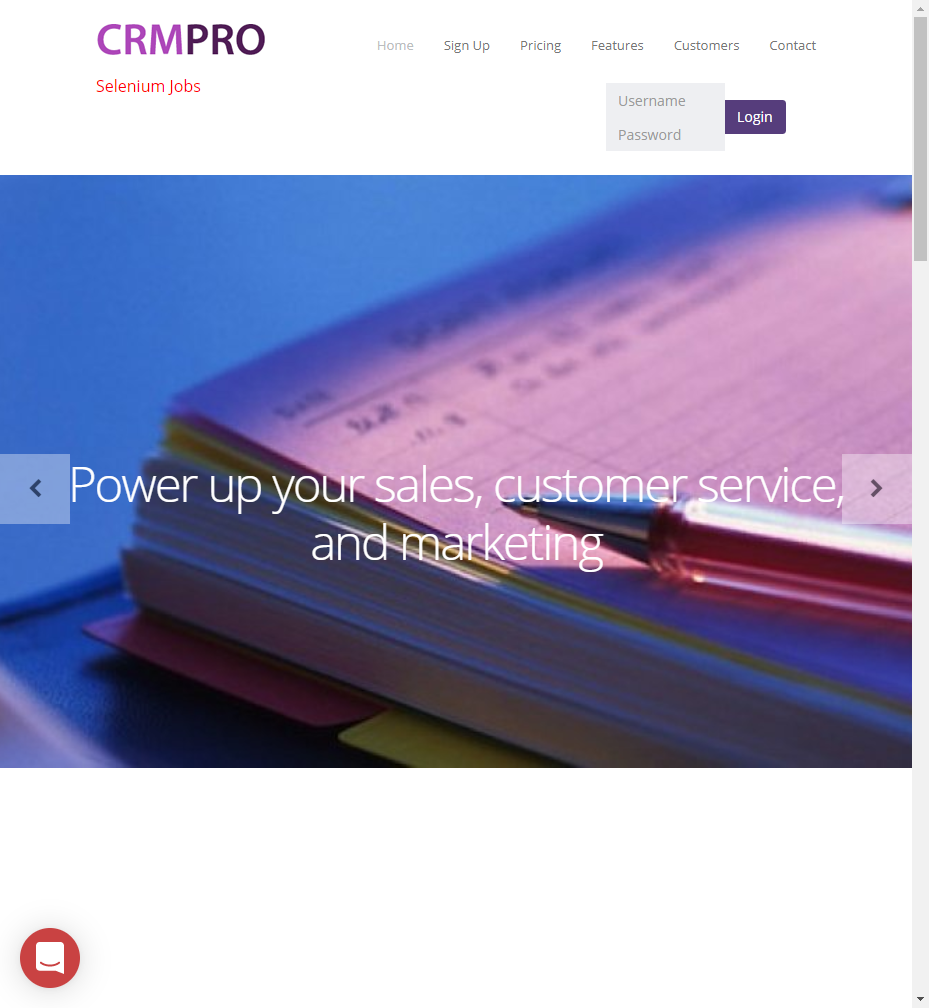 CRMPRO
Home Sign Up Pricing Features Customers Contact
Selenium Jobs
Username
Login
Password
Power up your sales, customer service,
and marketing